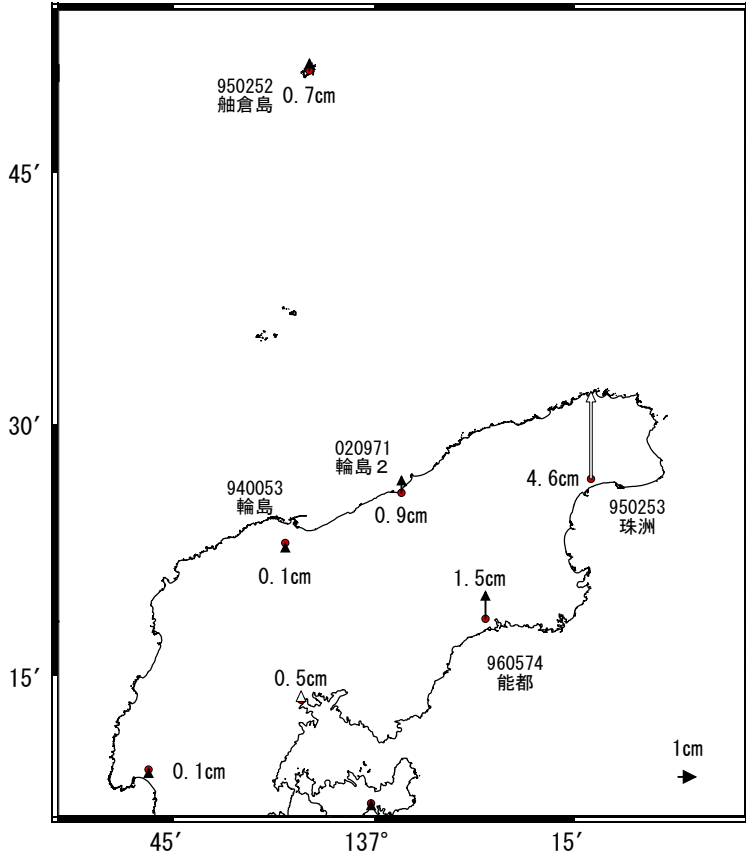 950252
舳倉島
0.7cm
45′
30′
020971
輪島2
940053
輪島
4.6cm
950253
珠洲
0.9cm
0.1cm
1.5cm
960574
能都
15′
0.5cm
1cm
0.1cm
45′
137°
15′